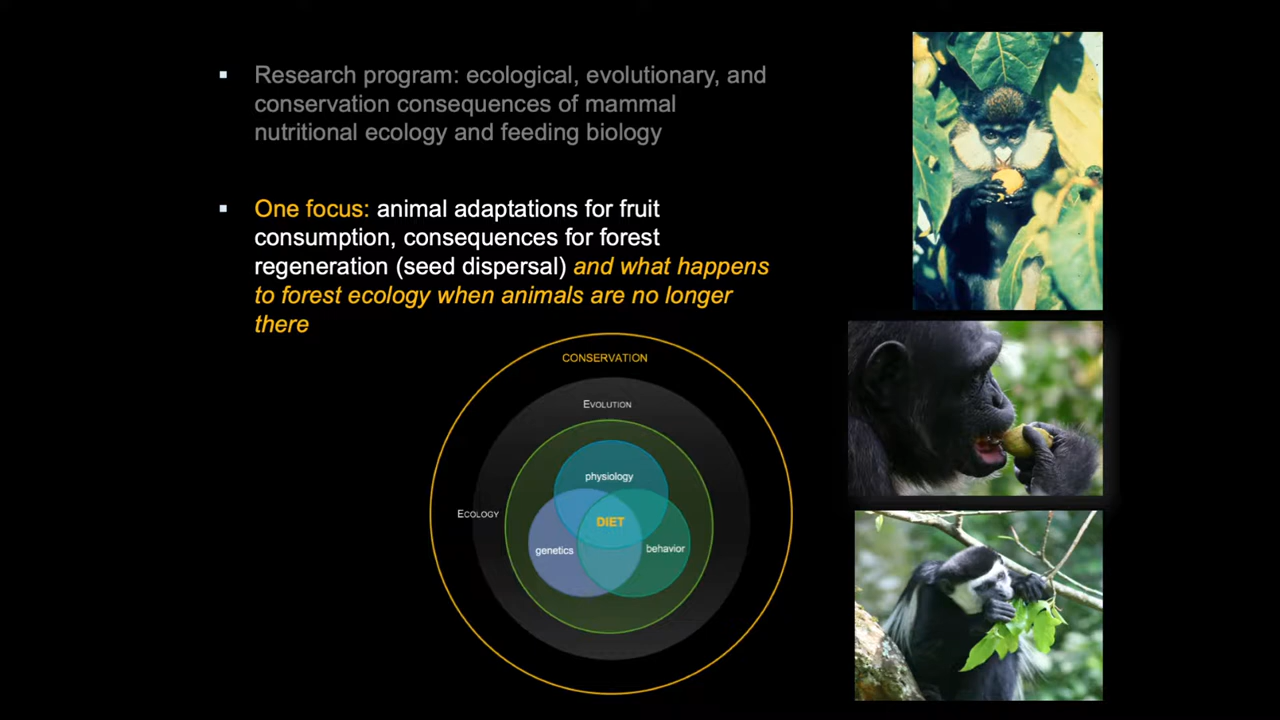 Research program: ecological, evolutionary, and
conservation consequences of mammal
nutritional ecology and feeding biology
One focus: animal adaptations for fruit
consumption, consequences for forest
regeneration (seed dispersal) and what happens
to forest ecology when animals are no longer
there
CONSERVATION
EVOLUTION
physiology
ECOLOGY
DIET
genetics
behavior